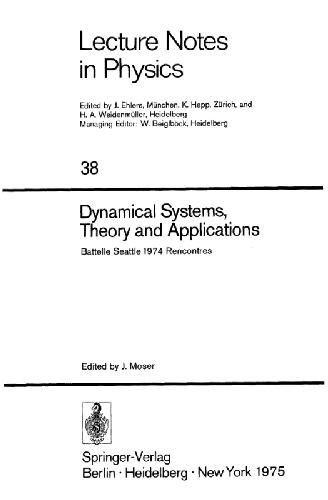 Lecture Notes
in Physics
Edited by J. Ehlers, München, K. Hepp, Zürich, and
H. A. Weidenmüller, Heidelberg
Managing Editor: W. Beiglböck, Heidelberg
38
Dynamical Systems,
Theory and Applications
Battelle Seattle 1974 Rencontres
Edited by J. Moser
Springer-Verlag
Berlin · Heidelberg · New York 1975